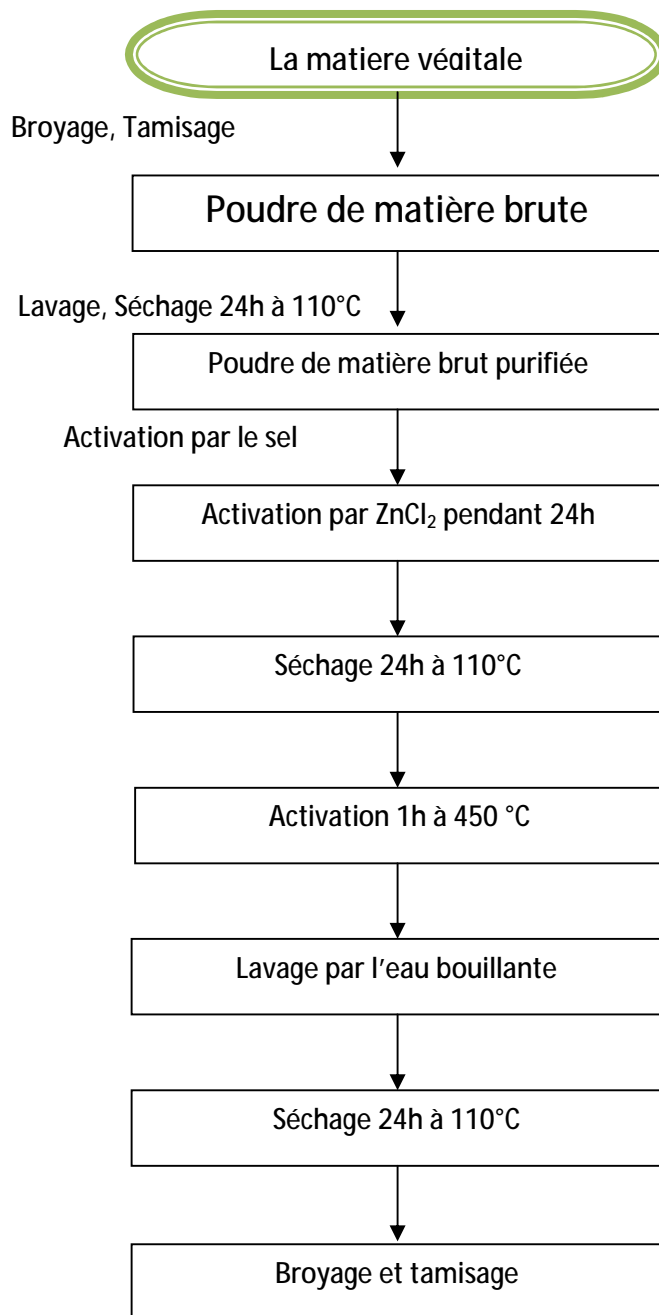 La matiere végitale
Broyage, Tamisage
Poudre de matière brute
Lavage, Séchage 24h à 110°C
Poudre de matière brut purifiée
Activation par le sel
Activation par ZnCl₂ pendant 24h
Séchage 24h à 110°C
Activation 1h à 450 °C
Lavage par l'eau bouillante
Séchage 24h à 110°C
Broyage et tamisage